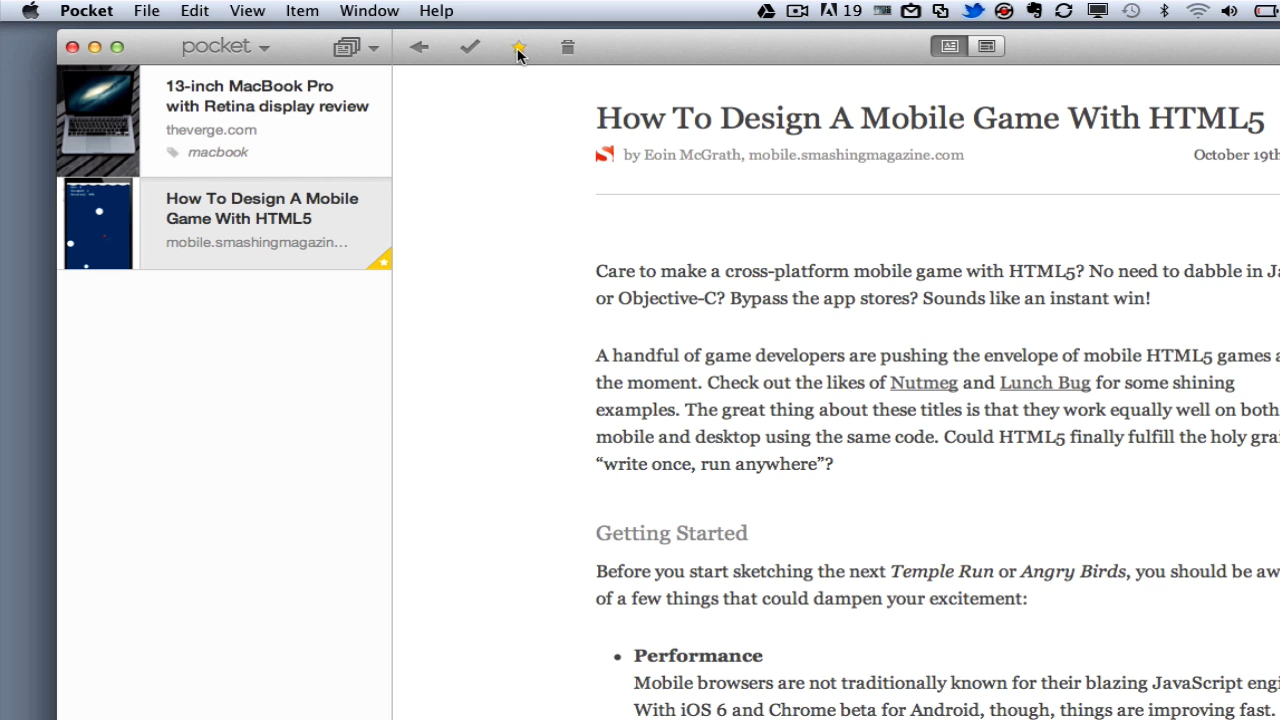 Pocket File Edit View Item Window Help 19
pocket
13-inch MacBook Pro
with Retina display review
theverge.com
macbook
How To Design A Mobile
Game With HTML5
mobile.smashingmagazin...
How To Design A Mobile Game With HTML5
by Eoin McGrath, mobile.smashingmagazine.com October 19th
Care to make a cross-platform mobile game with HTML5? No need to dabble in Ja
or Objective-C? Bypass the app stores? Sounds like an instant win!
A handful of game developers are pushing the envelope of mobile HTML5 games a
the moment. Check out the likes of Nutmeg and Lunch Bug for some shining
examples. The great thing about these titles is that they work equally well on both
mobile and desktop using the same code. Could HTML5 finally fulfill the holy grai
“write once, run anywhere”?
Getting Started
Before you start sketching the next Temple Run or Angry Birds, you should be aw
of a few things that could dampen your excitement:
• Performance
Mobile browsers are not traditionally known for their blazing JavaScript engi
With iOS 6 and Chrome beta for Android, though, things are improving fast.